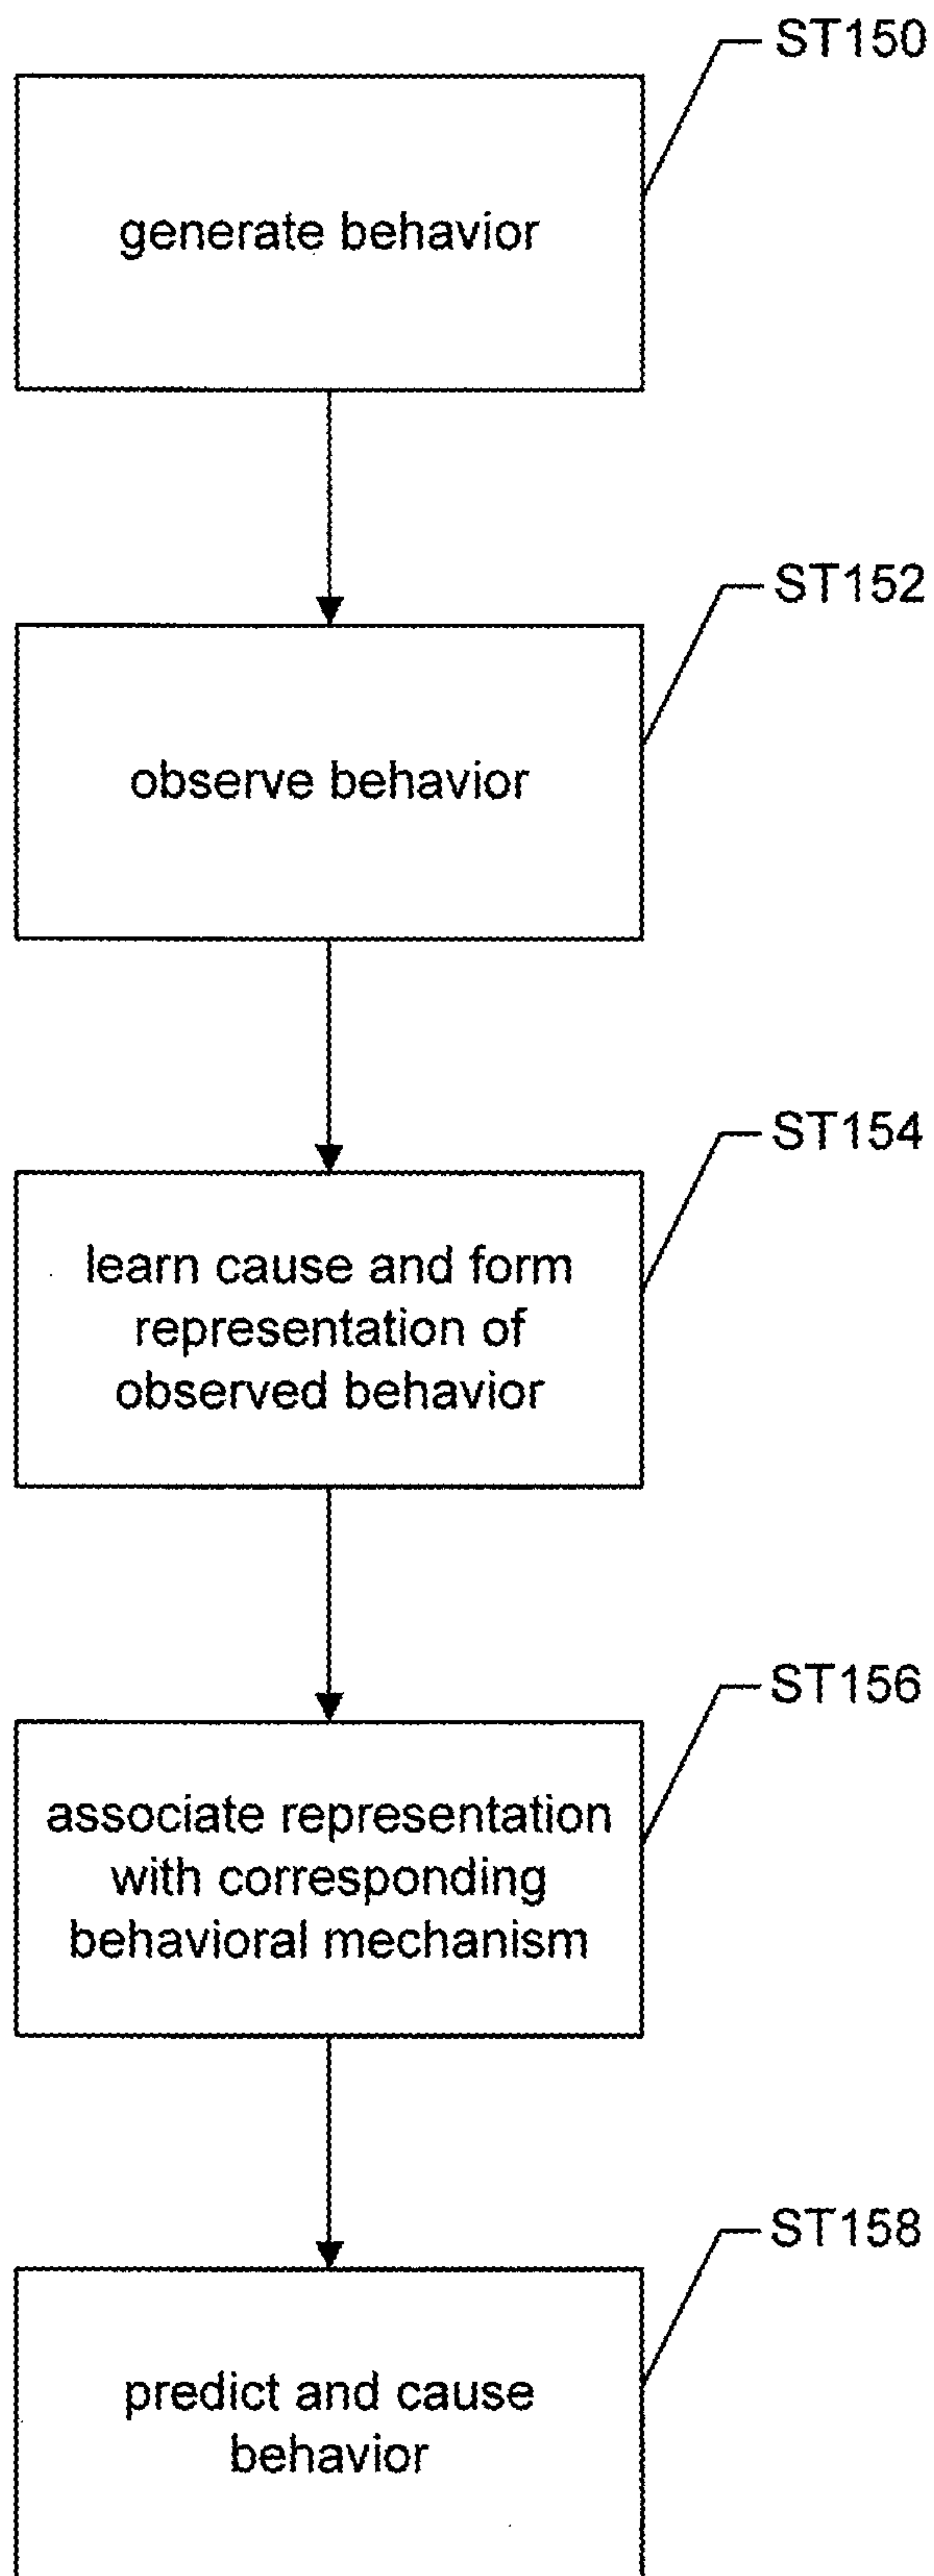 ST150
generate behavior
ST152
observe behavior
ST154
learn cause and form
representation of
observed behavior
ST156
associate representation
with corresponding
behavioral mechanism
ST158
predict and cause
behavior